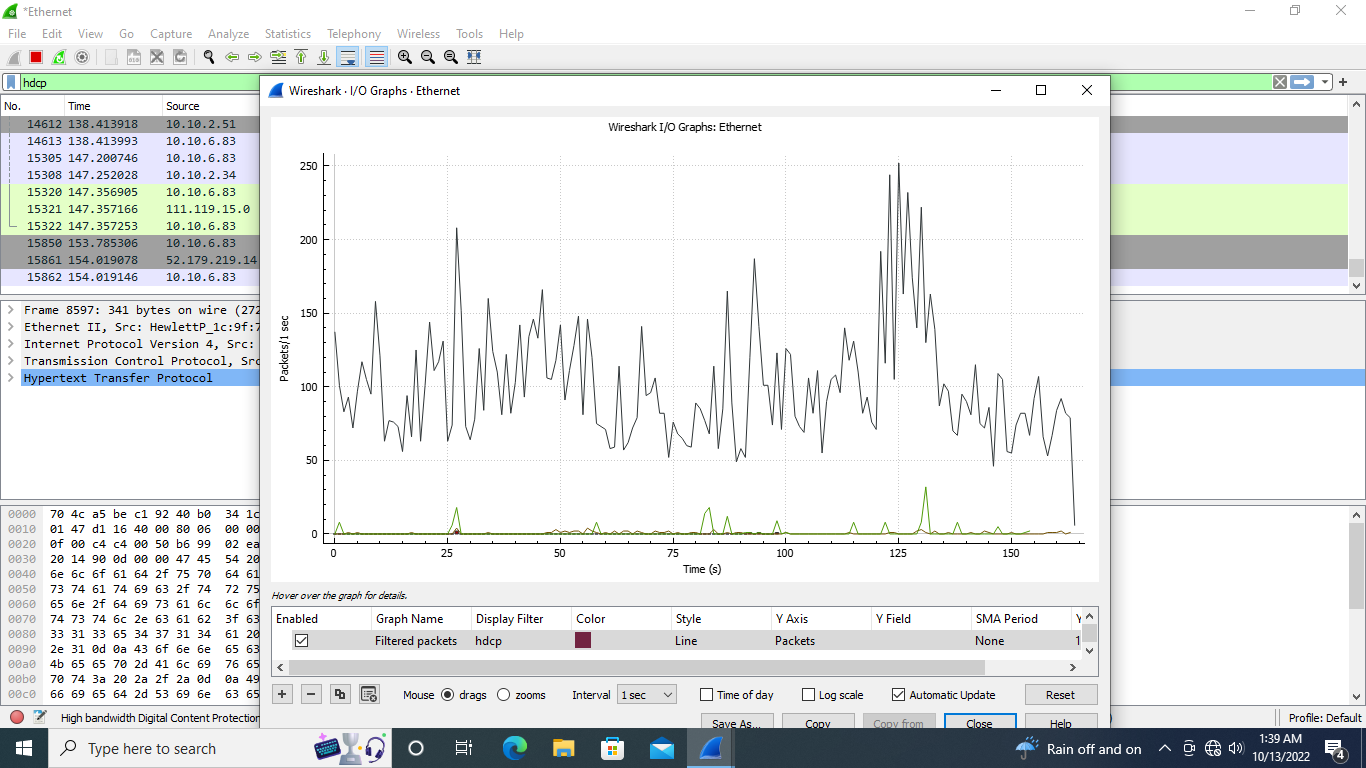 *Ethernet
File Edit View Go Capture Analyze Statistics Telephony Wireless Tools Help
hdcp
No. Time Source
14612 138.413918 10.10.2.51
14613 138.413993 10.10.6.83
15305 147.200746 10.10.6.83
15308 147.252028 10.10.2.34
15320 147.356905 10.10.6.83
15321 147.357166 111.119.15.0
15322 147.357253 10.10.6.83
15850 153.785306 10.10.6.83
15861 154.019078 52.179.219.14
15862 154.019146 10.10.6.83
Frame 8597: 341 bytes on wire (272
Ethernet II, Src: HewlettP_1c:9f:7
Internet Protocol Version 4, Src:
Transmission Control Protocol, Src
Hypertext Transfer Protocol
0000 70 4c a5 be c1 92 40 b0 34 1c
0010 01 47 d1 16 40 00 80 06 00 00
0020 0f 00 c4 c4 00 50 b6 99 02 ea
0030 20 14 90 0d 00 00 47 45 54 20
0040 6e 6c 6f 61 64 2f 75 70 64 61
0050 73 74 61 74 69 63 2f 74 72 75
0060 65 6e 2f 64 69 73 61 6c 6c 6f
0070 74 73 74 6c 2e 63 61 62 3f 63
0080 33 31 33 65 34 37 31 34 61 20
0090 2e 31 0d 0a 43 6f 6e 6e 65 63
00a0 4b 65 65 70 2d 41 6c 69 76 65
00b0 70 74 3a 20 2a 2f 2a 0d 0a 49
00c0 66 69 65 64 2d 53 69 6e 63 65
Wireshark · I/O Graphs · Ethernet
Wireshark I/O Graphs: Ethernet
250
200
150
100
50
0
Packets/1 sec
0 25 50 75 100 125 150
Time (s)
Hover over the graph for details.
Enabled Graph Name Display Filter Color Style Y Axis Y Field SMA Period Y
Filtered packets hdcp Line Packets None 1
Mouse drags zooms Interval 1 sec Time of day Log scale Automatic Update Reset
Save As... Copy Copy from Close Help
High bandwidth Digital Content Protection ) Profile: Default
Type here to search
Rain off and on
1:39 AM
10/13/2022
4